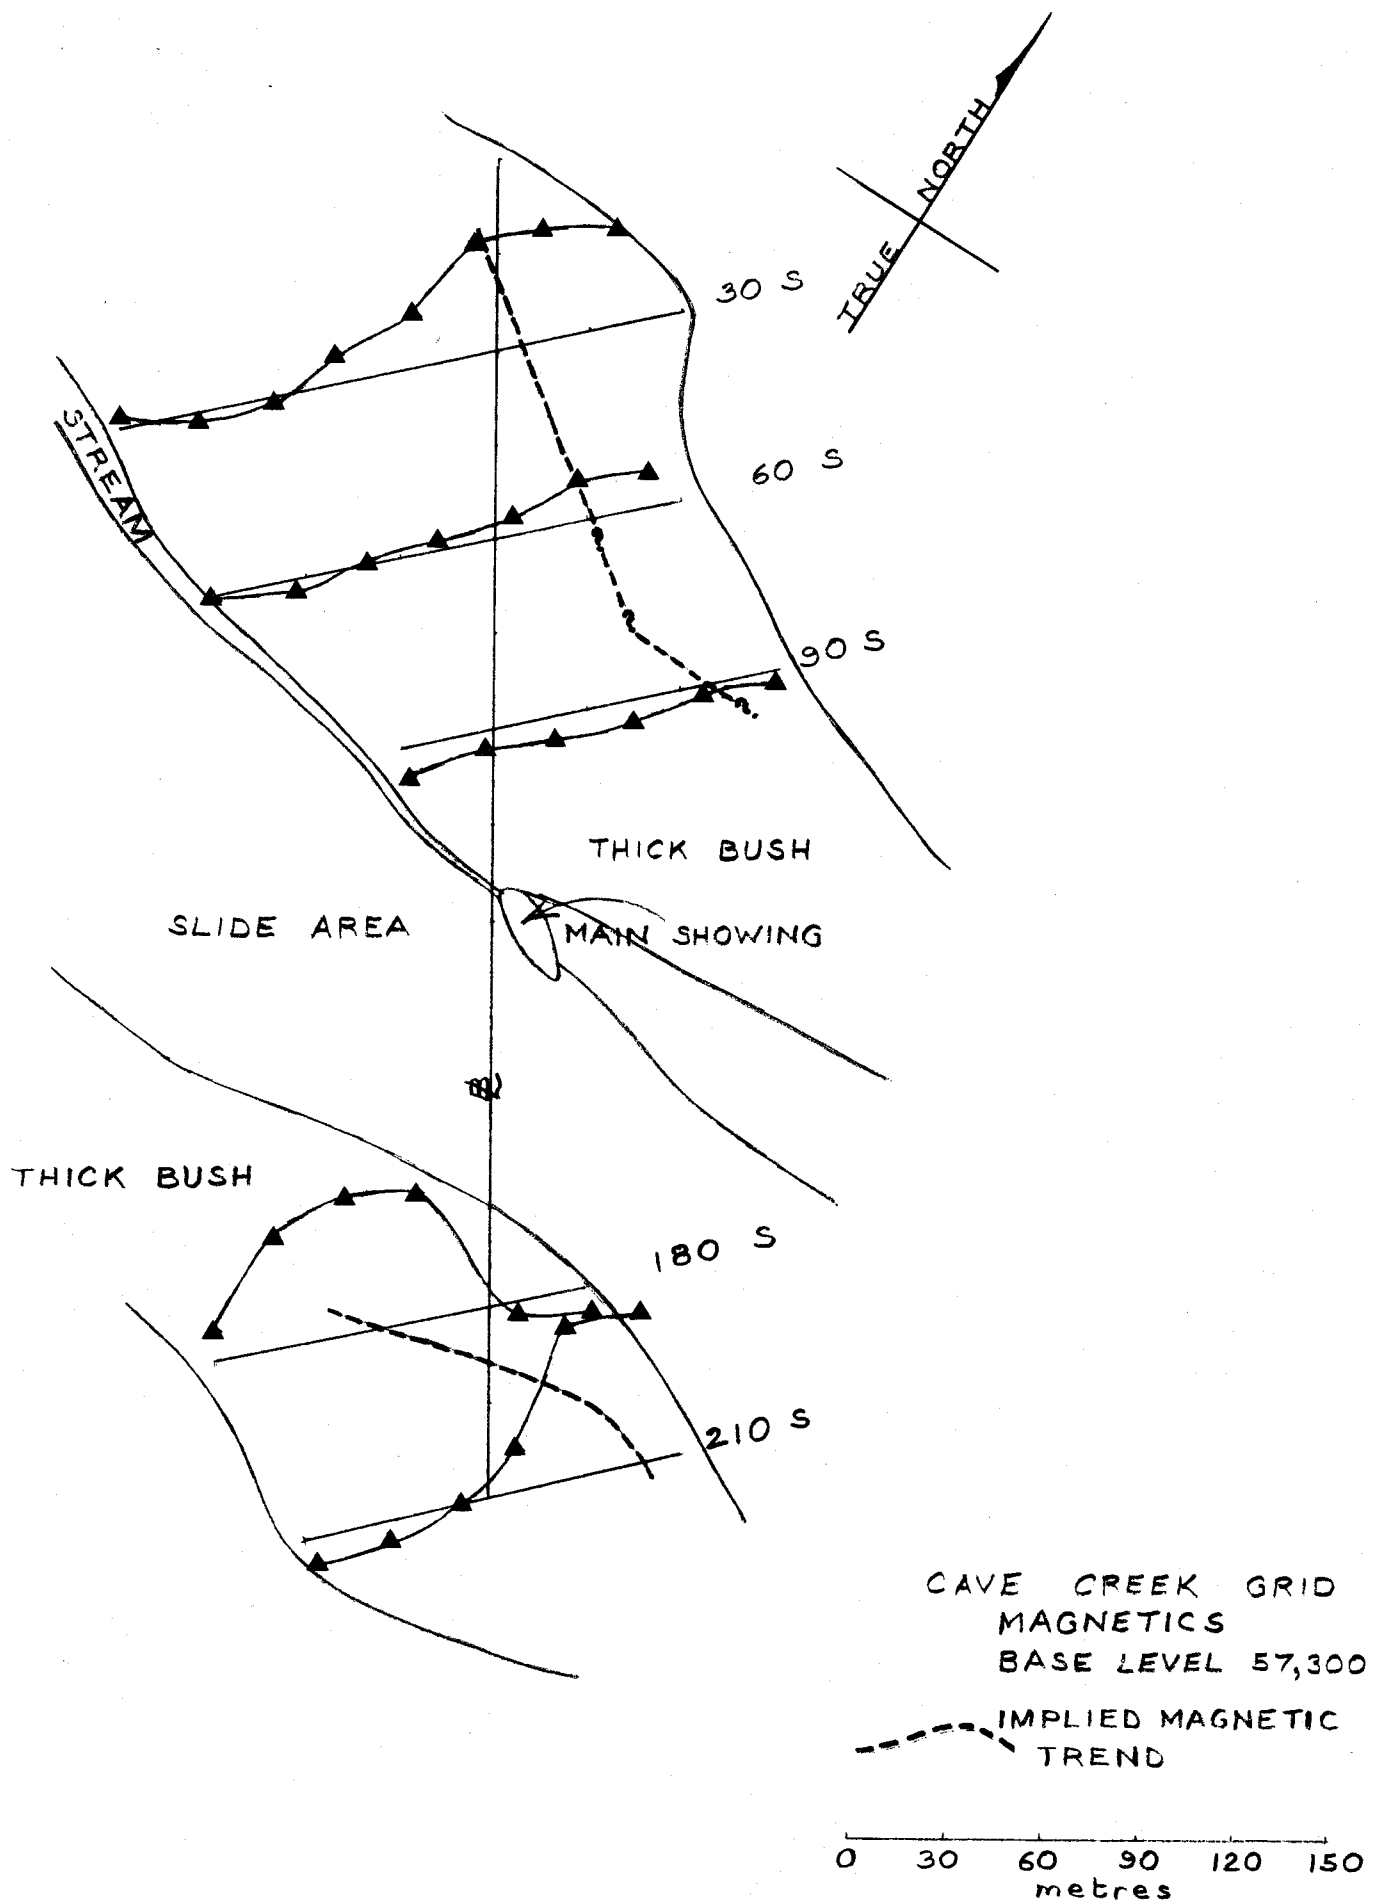 TRUE NORTH
30 S
STREAM
60 S
?
?
90 S
?
THICK BUSH
SLIDE AREA
MAIN SHOWING
BL
THICK BUSH
180 S
210 S
CAVE CREEK GRID
MAGNETICS
BASE LEVEL 57,300
IMPLIED MAGNETIC
TREND
0 30 60 90 120 150
metres